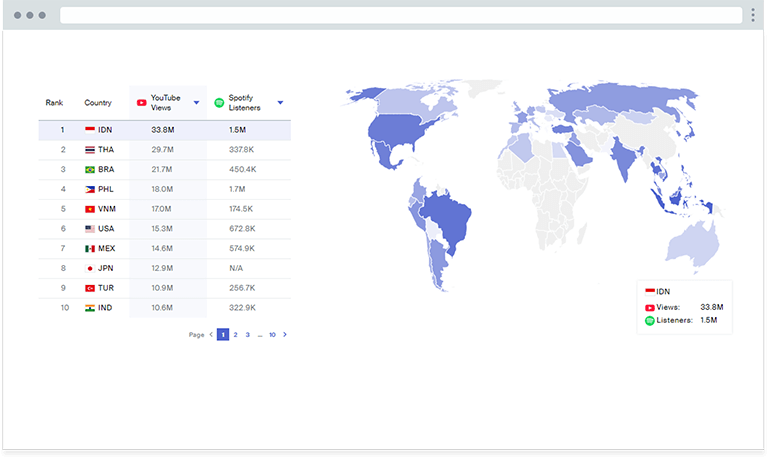 Rank Country YouTube Views Spotify Listeners
1 IDN 33.8M 1.5M
2 THA 29.7M 337.8K
3 BRA 21.7M 450.4K
4 PHL 18.0M 1.7M
5 VNM 17.0M 174.5K
6 USA 15.3M 672.8K
7 MEX 14.6M 574.9K
8 JPN 12.9M N/A
9 TUR 10.9M 256.7K
10 IND 10.6M 322.9K
Page < 1 2 3 ... 10 >
IDN
Views: 33.8M
Listeners: 1.5M